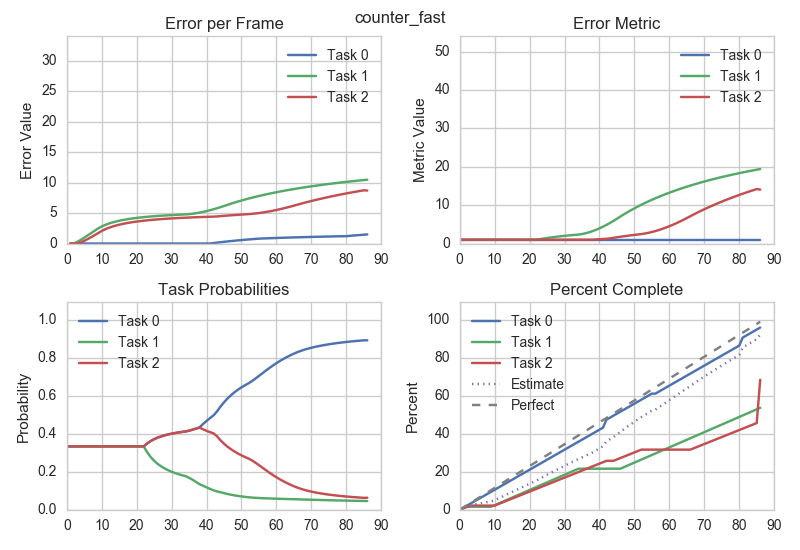 counter_fast
Error per Frame
Error Value
30
25
20
15
10
5
0
0 10 20 30 40 50 60 70 80 90
Task 0
Task 1
Task 2
Error Metric
Metric Value
50
40
30
20
10
0
0 10 20 30 40 50 60 70 80 90
Task 0
Task 1
Task 2
Task Probabilities
Probability
1.0
0.8
0.6
0.4
0.2
0.0
0 10 20 30 40 50 60 70 80 90
Task 0
Task 1
Task 2
Percent Complete
Percent
100
80
60
40
20
0
0 10 20 30 40 50 60 70 80 90
Task 0
Task 1
Task 2
Estimate
Perfect